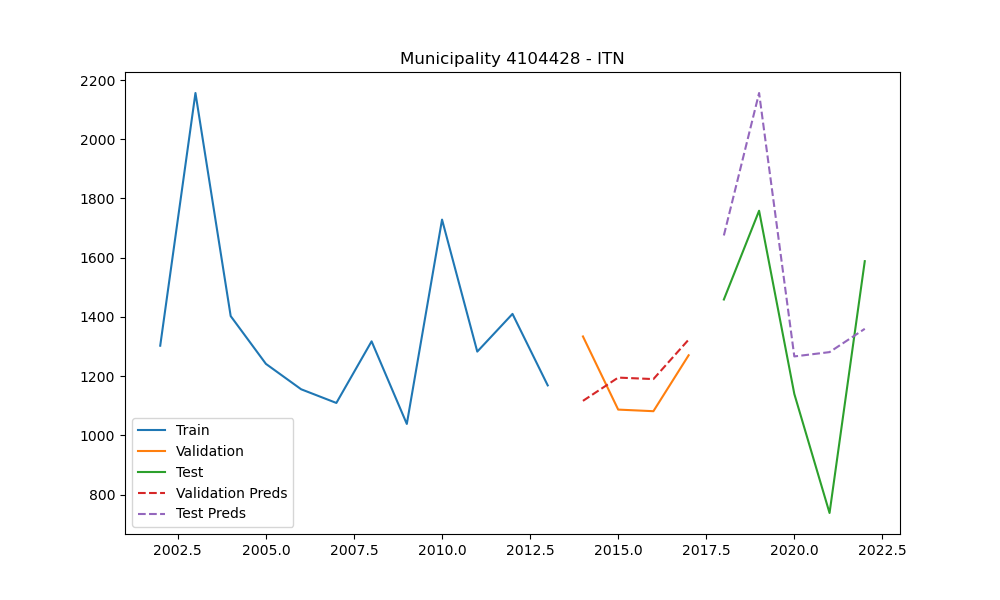 Municipality 4104428 - ITN
2200
2000
1800
1600
1400
1200
1000
800
Train
Validation
Test
Validation Preds
Test Preds
2002.5 2005.0 2007.5 2010.0 2012.5 2015.0 2017.5 2020.0 2022.5